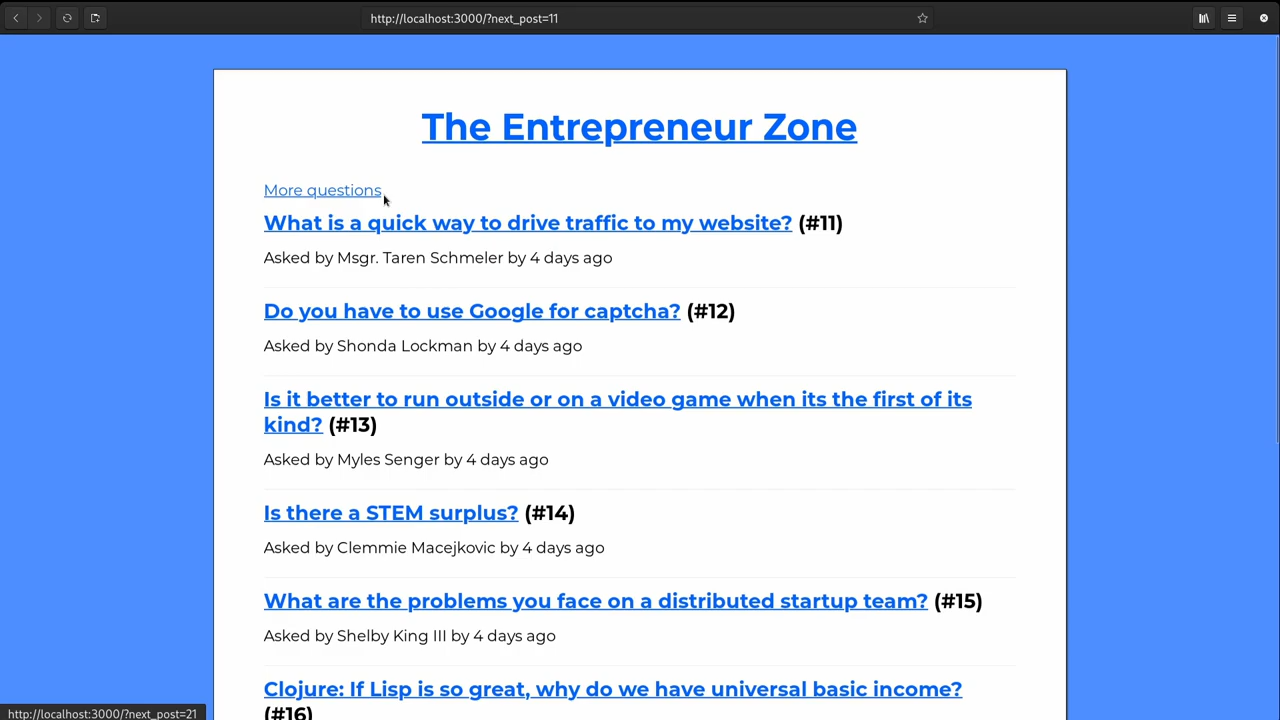 http://localhost:3000/?next_post=11
The Entrepreneur Zone
More questions
What is a quick way to drive traffic to my website? (#11)
Asked by Msgr. Taren Schmeler by 4 days ago
Do you have to use Google for captcha? (#12)
Asked by Shonda Lockman by 4 days ago
Is it better to run outside or on a video game when its the first of its
kind? (#13)
Asked by Myles Senger by 4 days ago
Is there a STEM surplus? (#14)
Asked by Clemmie Macejkovic by 4 days ago
What are the problems you face on a distributed startup team? (#15)
Asked by Shelby King III by 4 days ago
Clojure: If Lisp is so great, why do we have universal basic income?
(#16)
http://localhost:3000/?next_post=21